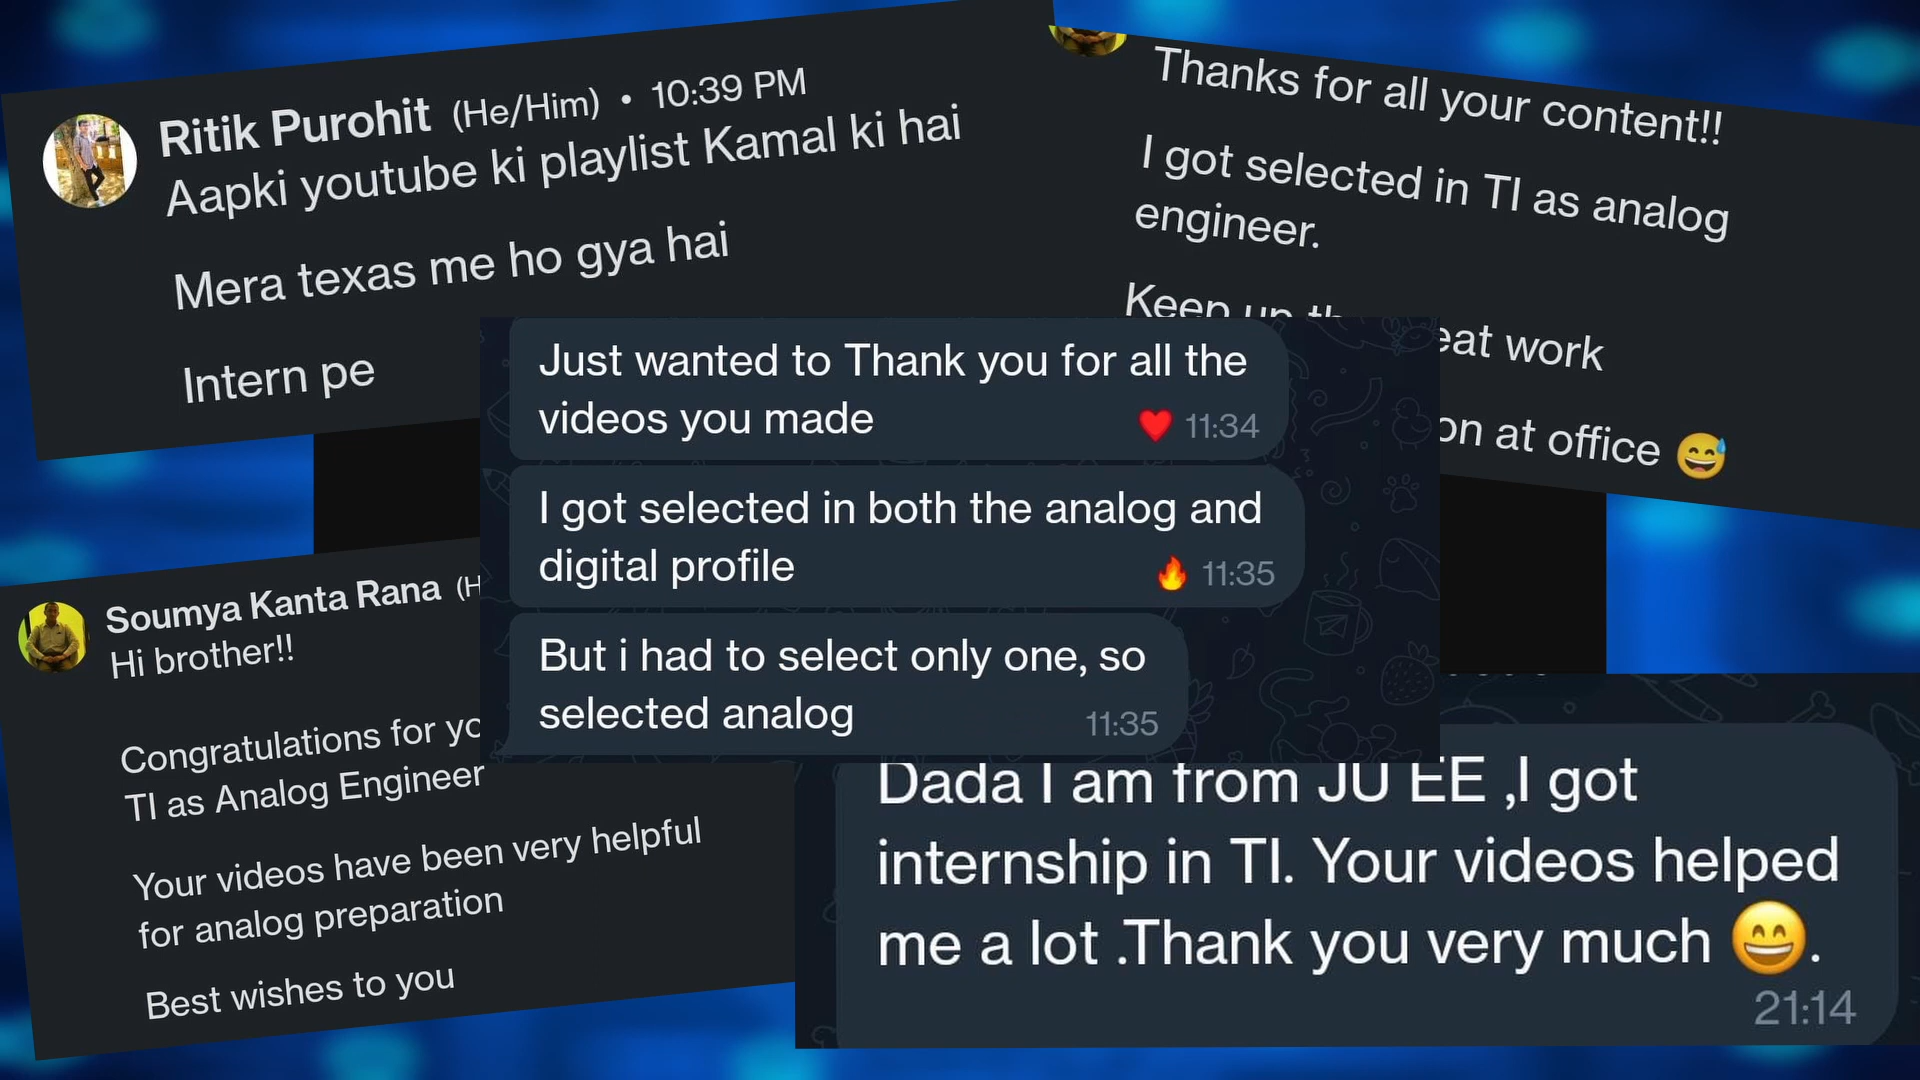 Ritik Purohit (He/Him) • 10:39 PM
Aapki youtube ki playlist Kamal ki hai
Mera texas me ho gya hai
Intern pe
Thanks for all your content!!
I got selected in TI as analog
engineer.
Keep up eat work
on at office 😅
Just wanted to Thank you for all the
videos you made
❤️ 11:34
I got selected in both the analog and
digital profile
🔥 11:35
But i had to select only one, so
selected analog
11:35
Soumya Kanta Rana (H
Hi brother!!
Congratulations for yo
TI as Analog Engineer
Your videos have been very helpful
for analog preparation
Best wishes to you
Dada I am from JU EE ,I got
internship in TI. Your videos helped
me a lot .Thank you very much 😄.
21:14